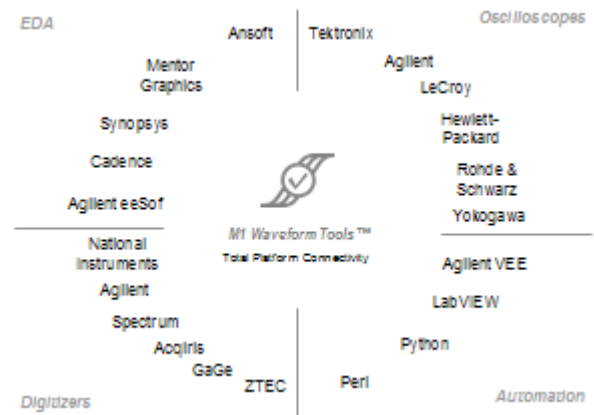 EDA
Oscilloscopes
Ansoft
Tektronix
Mentor
Graphics
Agilent
LeCroy
Synopsys
Hewlett-
Packard
Cadence
Rohde &
Schwarz
Agilent eeSof
Yokogawa
M1 Waveform Tools™
Total Platform Connectivity
National
Instruments
Agilent VEE
Agilent
LabVIEW
Spectrum
Acqiris
Python
GaGe
ZTEC
Perl
Digitizers
Automation